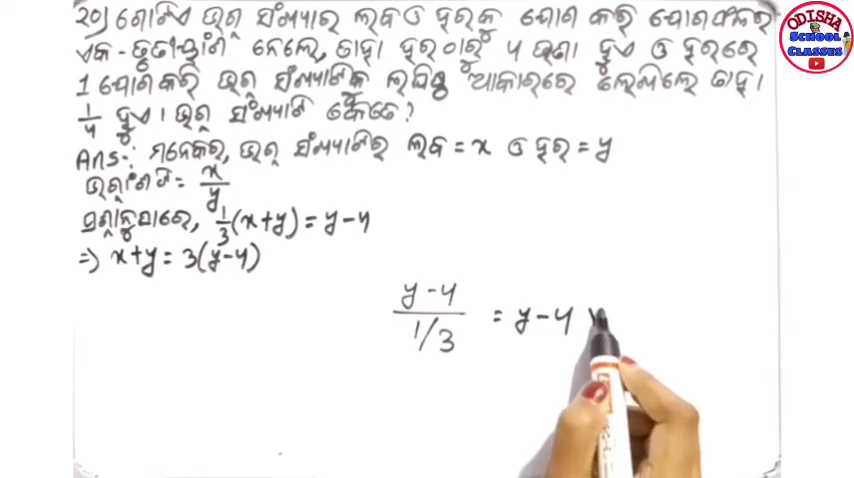 ୨୦) ଗୋଟିଏ ଭଗ୍ନ ସଂଖ୍ୟାର ଲବ ଓ ହରକୁ ଯୋଗ କରି ଯୋଗଫଳର
ଏକ-ତୃତୀୟାଂଶ ନେଲେ, ତାହା ହରଠାରୁ 4 ଊଣା ହୁଏ ଓ ହରରେ
1 ଯୋଗକରି ଭଗ୍ନ ସଂଖ୍ୟାଟିକୁ ଲଘିଷ୍ଠ ଆକାରରେ ଲେଖିଲେ ତାହା
1/4 ହୁଏ। ଭଗ୍ନ ସଂଖ୍ୟାଟି କେତେ?
Ans-: ମନେକର, ଭଗ୍ନ ସଂଖ୍ୟାଟିର ଲବ = x ଓ ହର = y
ଭଗ୍ନାଂଶଟି = x/y
ପ୍ରଶ୍ନାନୁସାରେ, 1/3(x+y) = y-4
=> x+y = 3(y-4)
y-4 / 1/3 = y-4
ODISHA
SCHOOL
CLASSES